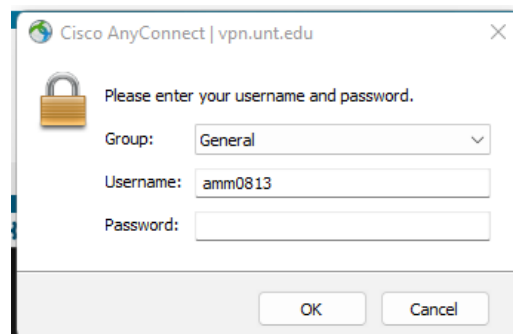 Cisco AnyConnect | vpn.unt.edu
Please enter your username and password.
Group: General
Username: amm0813
Password:
OK Cancel